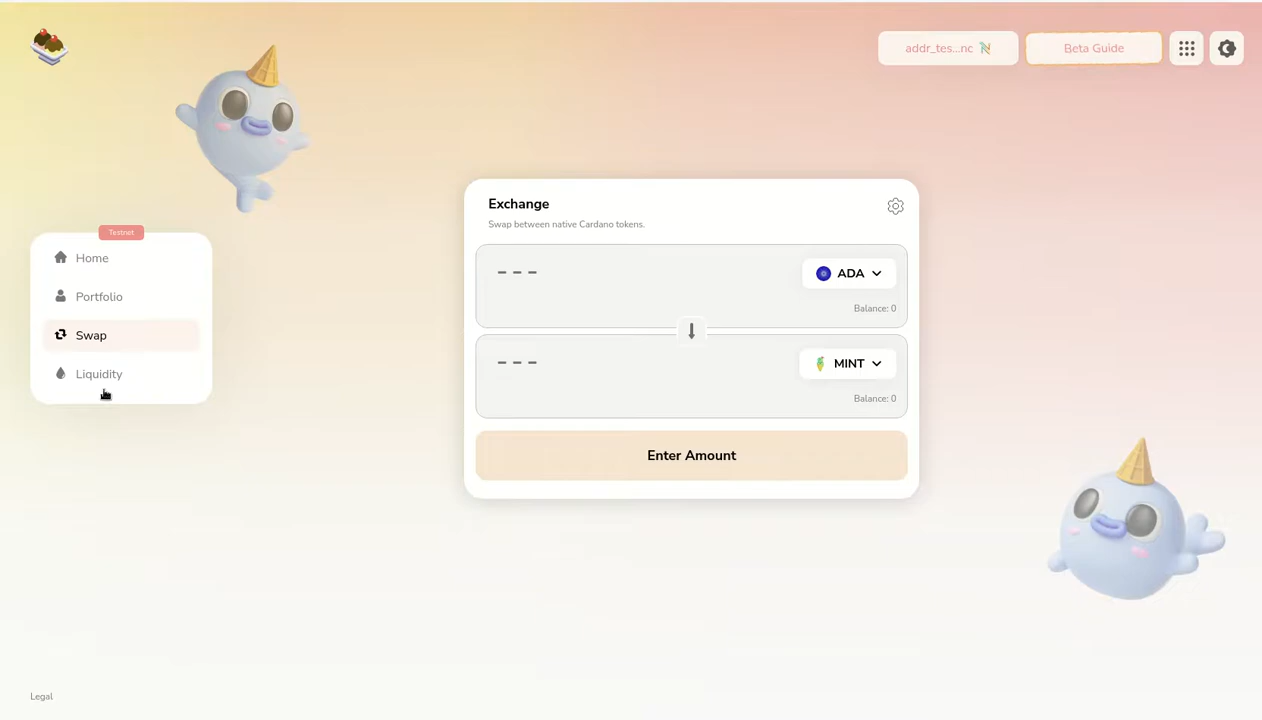 addr_tes...nc
Beta Guide
Testnet
Home
Portfolio
Swap
Liquidity
Exchange
Swap between native Cardano tokens.
--- ADA
Balance: 0
--- MINT
Balance: 0
Enter Amount
Legal